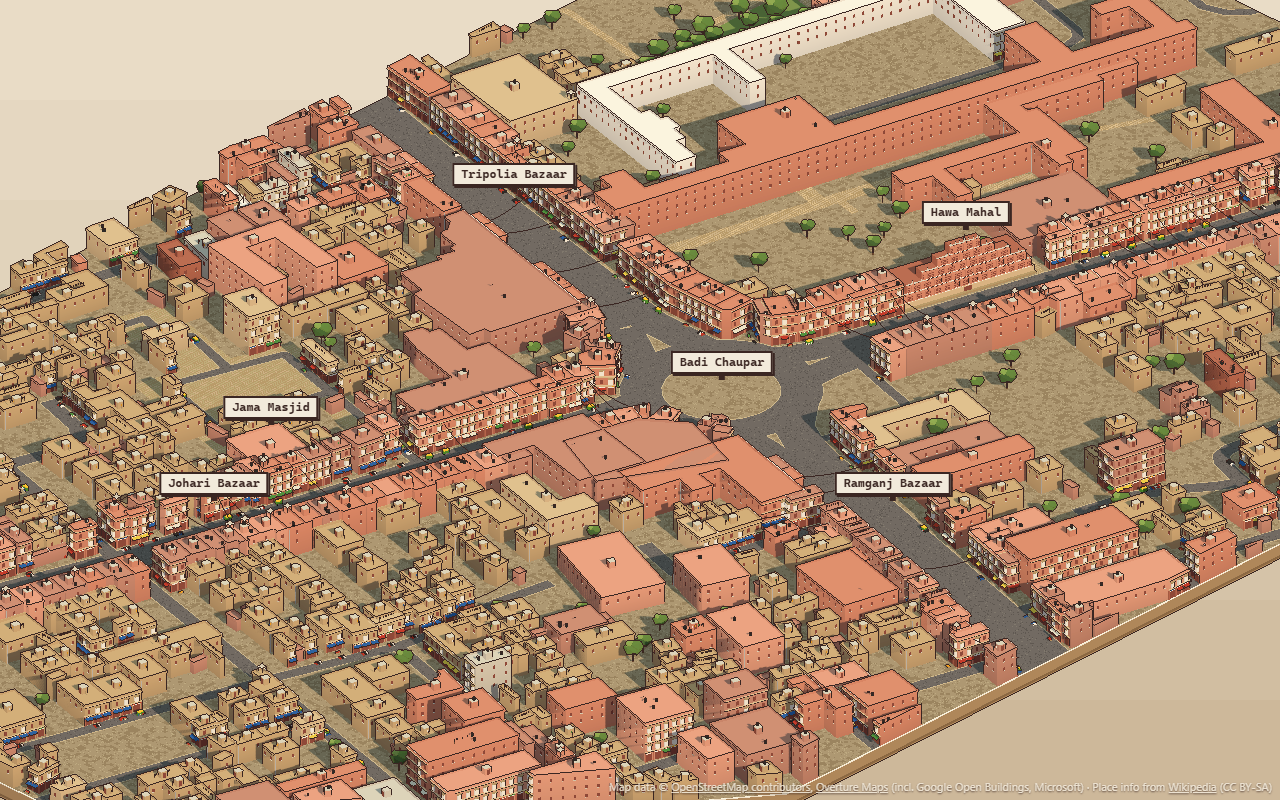 Tripolia Bazaar
Hawa Mahal
Badi Chaupar
Jama Masjid
Johari Bazaar
Ramganj Bazaar
Map data © OpenStreetMap contributors, Overture Maps (incl. Google Open Buildings, Microsoft) · Place info from Wikipedia (CC BY-SA)